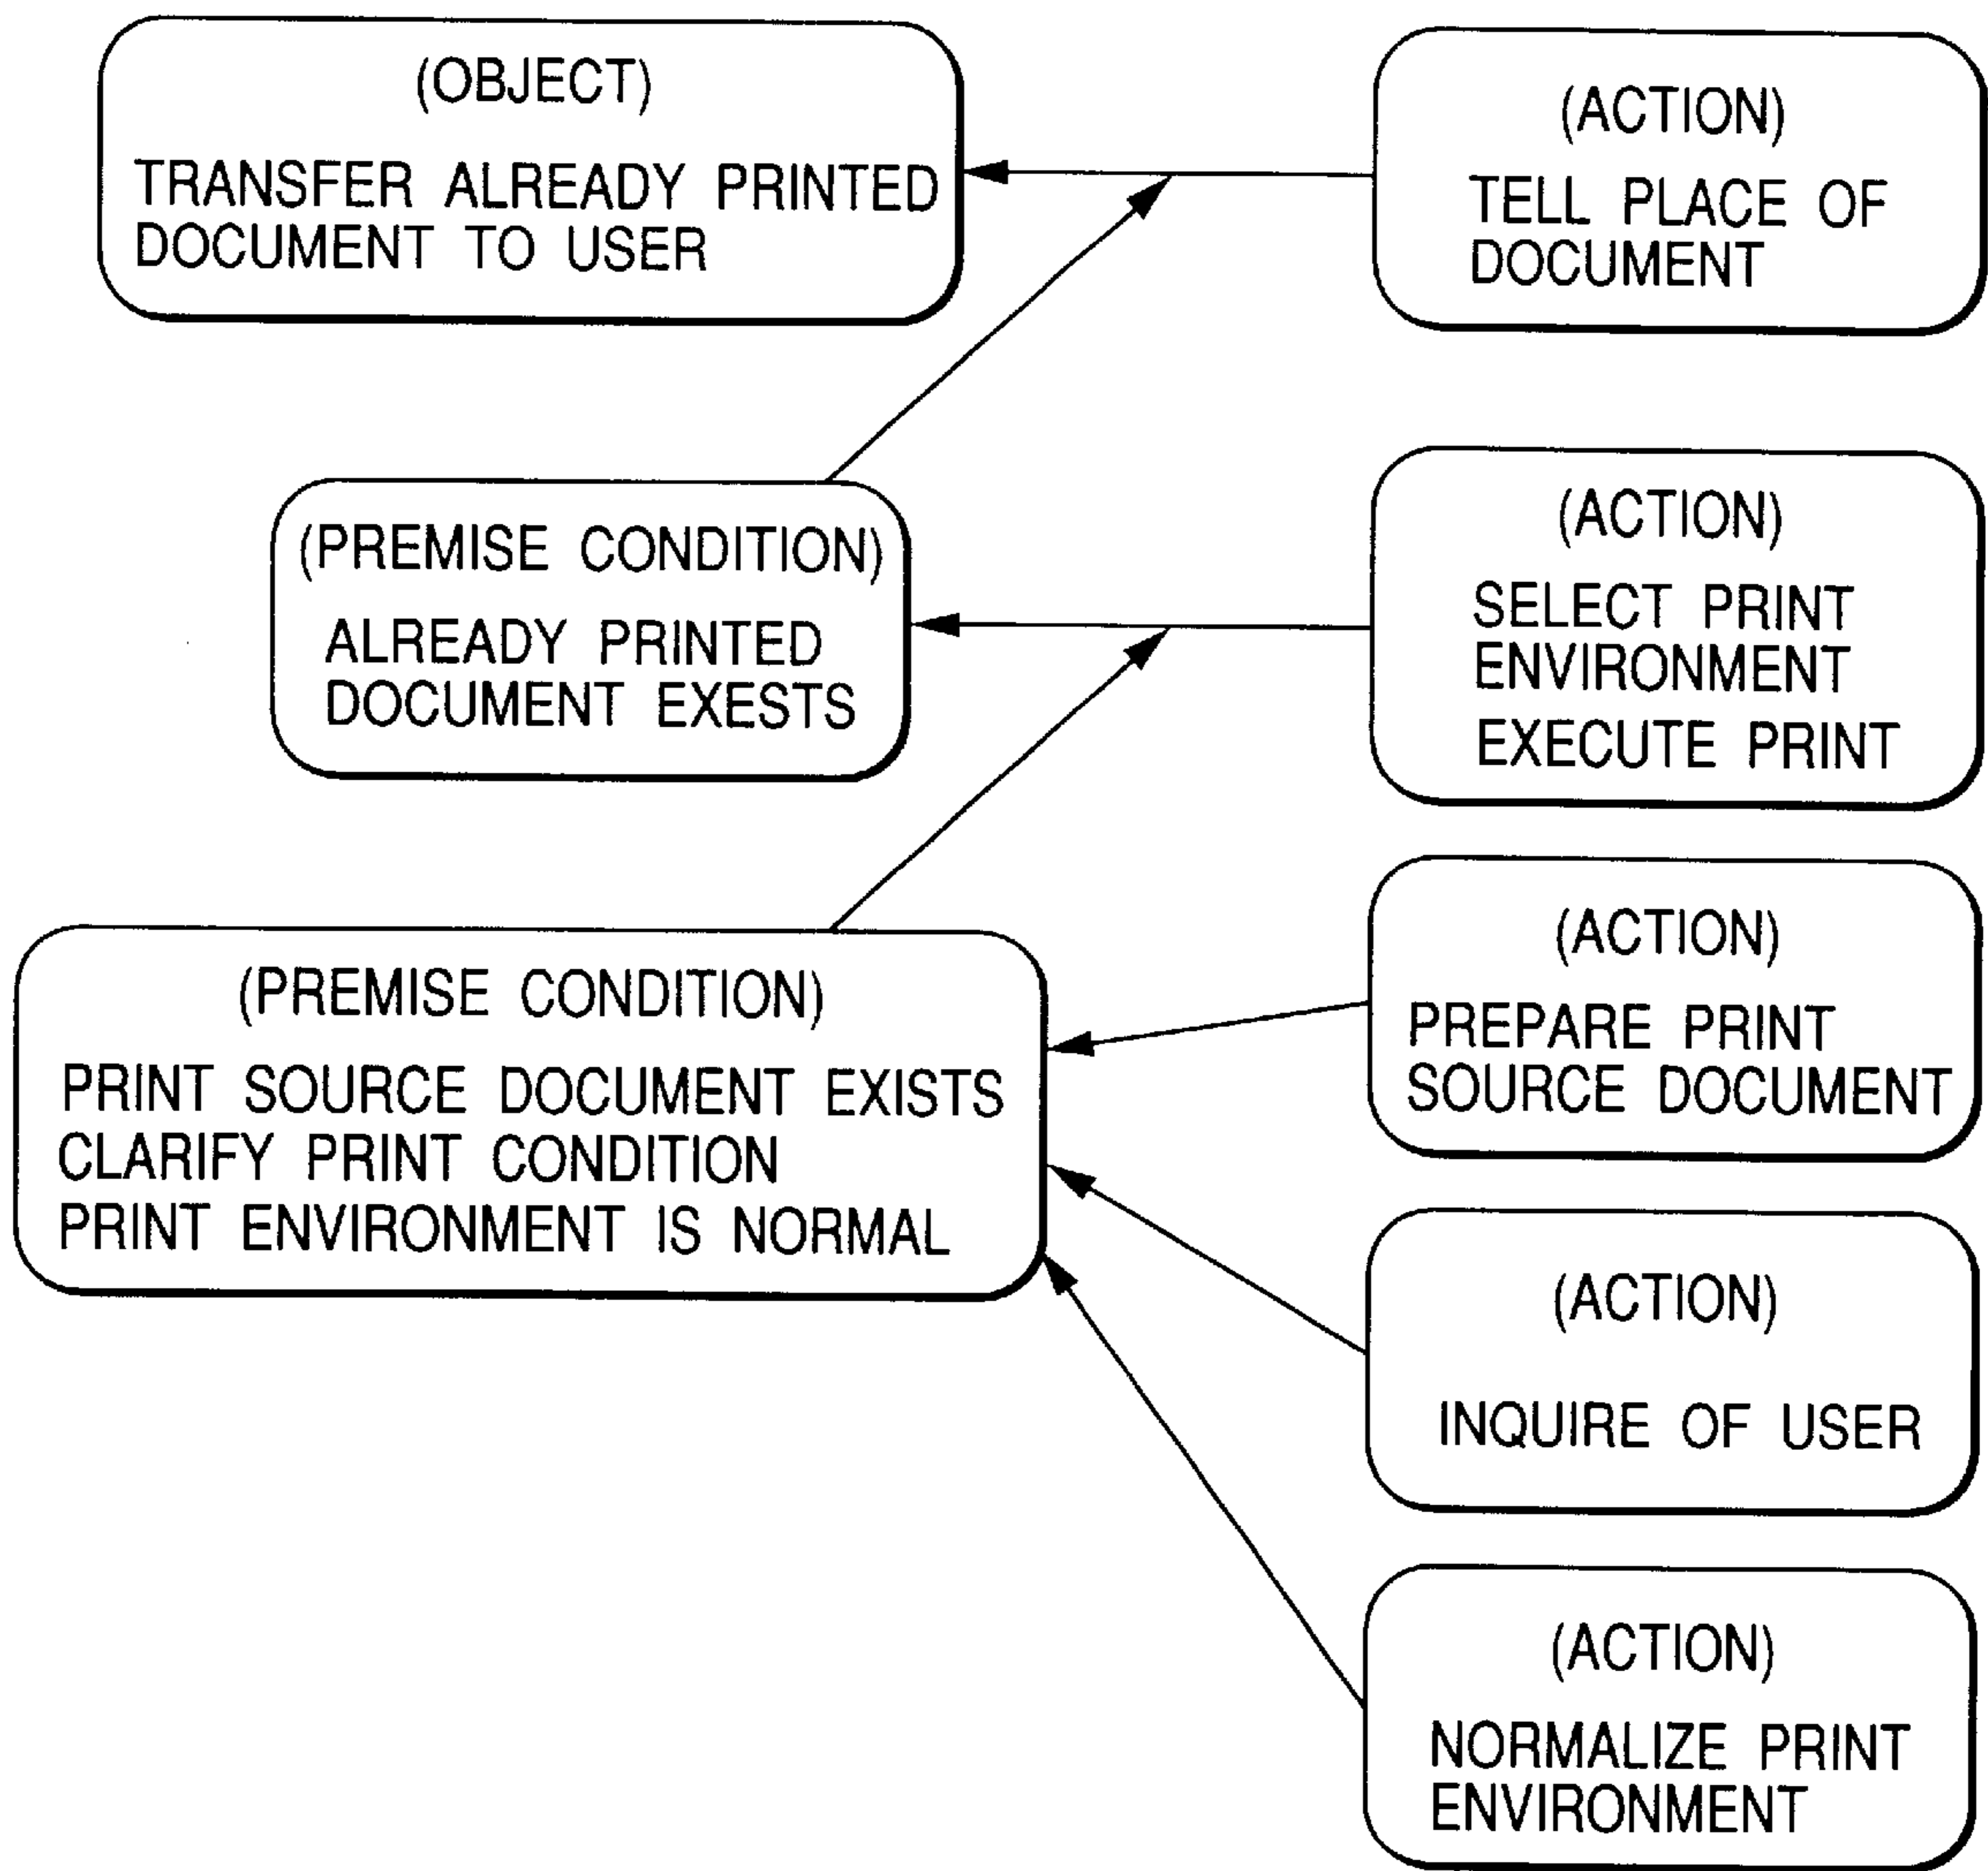 (OBJECT)
TRANSFER ALREADY PRINTED
DOCUMENT TO USER
(ACTION)
TELL PLACE OF
DOCUMENT
(PREMISE CONDITION)
ALREADY PRINTED
DOCUMENT EXESTS
(ACTION)
SELECT PRINT
ENVIRONMENT
EXECUTE PRINT
(PREMISE CONDITION)
PRINT SOURCE DOCUMENT EXISTS
CLARIFY PRINT CONDITION
PRINT ENVIRONMENT IS NORMAL
(ACTION)
PREPARE PRINT
SOURCE DOCUMENT
(ACTION)
INQUIRE OF USER
(ACTION)
NORMALIZE PRINT
ENVIRONMENT